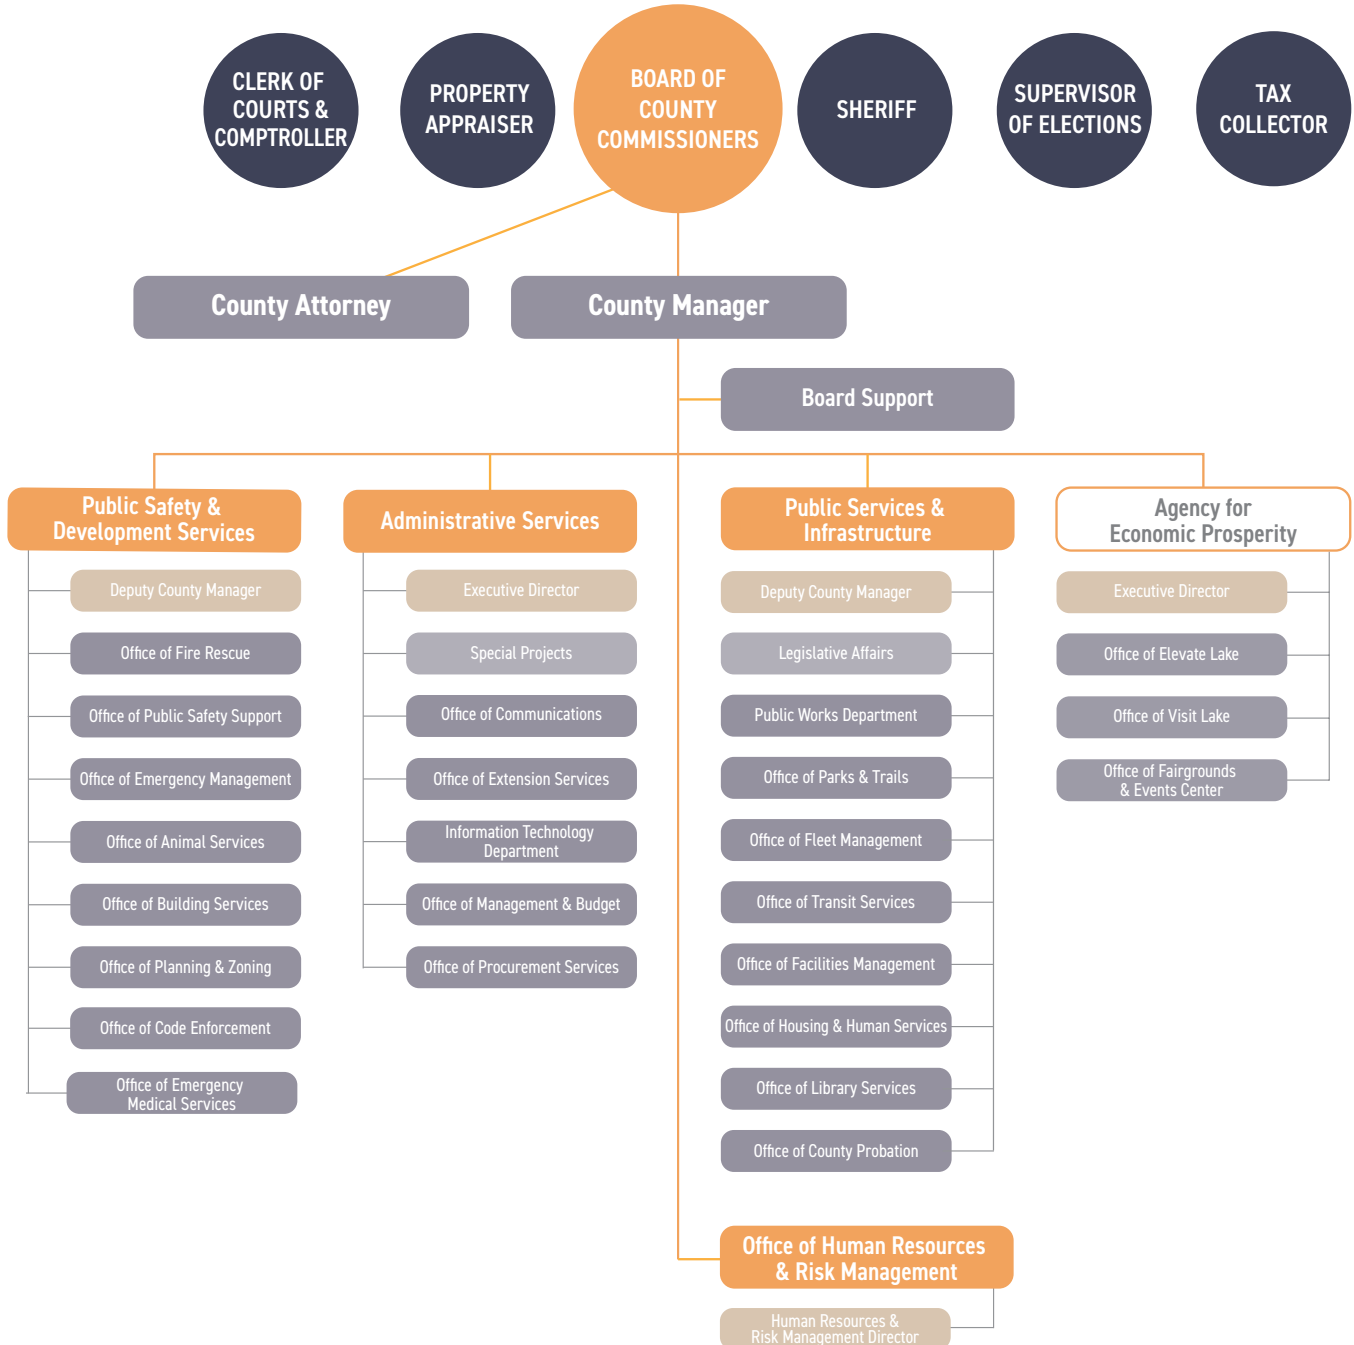 CLERK OF
COURTS &
COMPTROLLER
PROPERTY
APPRAISER
BOARD OF
COUNTY
COMMISSIONERS
SHERIFF
SUPERVISOR
OF ELECTIONS
TAX
COLLECTOR
County Attorney
County Manager
Board Support
Public Safety &
Development Services
Deputy County Manager
Office of Fire Rescue
Office of Public Safety Support
Office of Emergency Management
Office of Animal Services
Office of Building Services
Office of Planning & Zoning
Office of Code Enforcement
Office of Emergency
Medical Services
Administrative Services
Executive Director
Special Projects
Office of Communications
Office of Extension Services
Information Technology
Department
Office of Management & Budget
Office of Procurement Services
Public Services &
Infrastructure
Deputy County Manager
Legislative Affairs
Public Works Department
Office of Parks & Trails
Office of Fleet Management
Office of Transit Services
Office of Facilities Management
Office of Housing & Human Services
Office of Library Services
Office of County Probation
Agency for
Economic Prosperity
Executive Director
Office of Elevate Lake
Office of Visit Lake
Office of Fairgrounds
& Events Center
Office of Human Resources
& Risk Management
Human Resources &
Risk Management Director